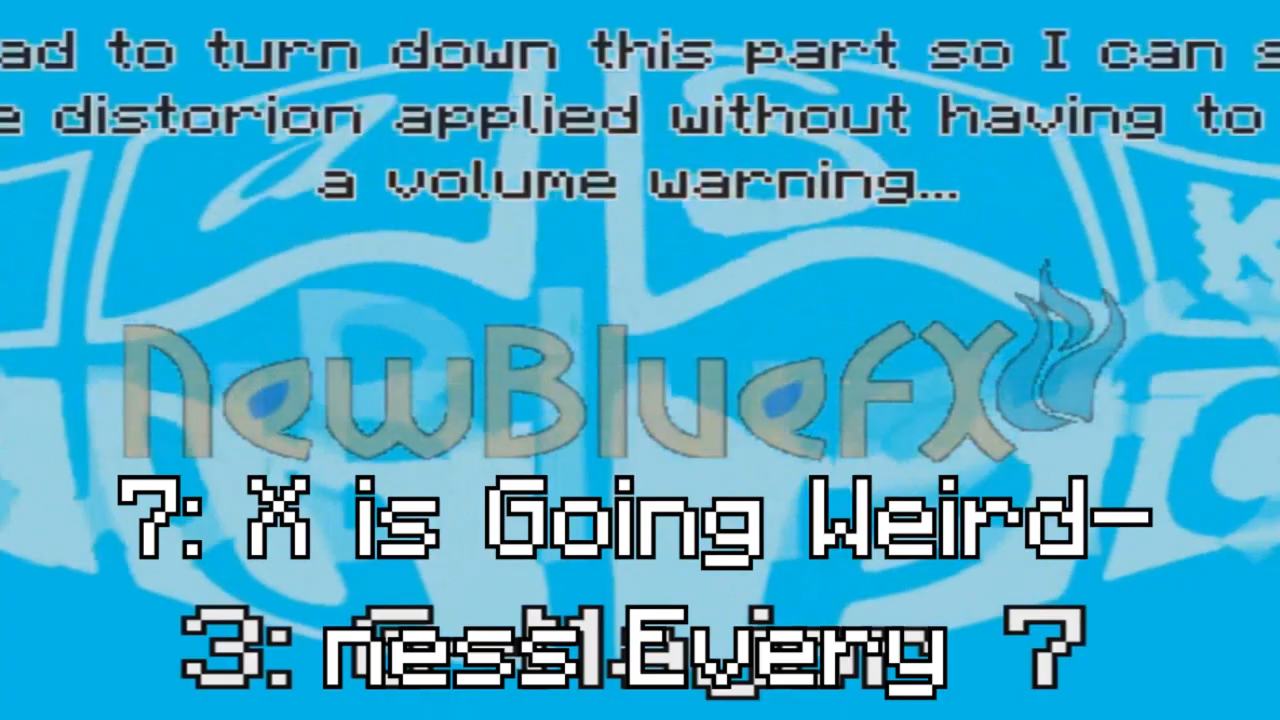 ad to turn down this part so I can s
e distorion applied without having to
a volume warning...
NewBlueFX
7: X is Going Weird-
ness Every
3: 7